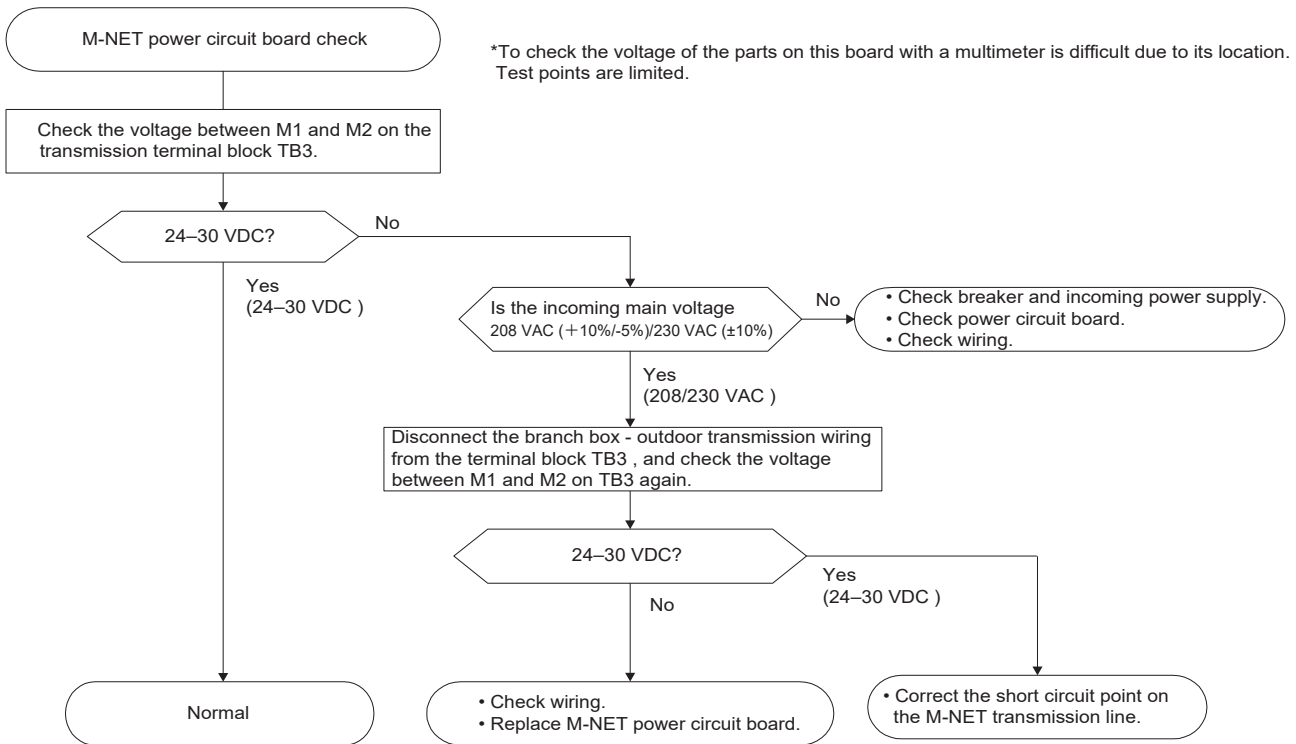 M-NET power circuit board check
*To check the voltage of the parts on this board with a multimeter is difficult due to its location.
Test points are limited.
Check the voltage between M1 and M2 on the
transmission terminal block TB3.
24–30 VDC?
No
Yes
(24–30 VDC )
Is the incoming main voltage
208 VAC (+10%/-5%)/230 VAC (±10%)
No
• Check breaker and incoming power supply.
• Check power circuit board.
• Check wiring.
Yes
(208/230 VAC )
Disconnect the branch box - outdoor transmission wiring
from the terminal block TB3 , and check the voltage
between M1 and M2 on TB3 again.
24–30 VDC?
Yes
(24–30 VDC )
No
Normal
• Check wiring.
• Replace M-NET power circuit board.
• Correct the short circuit point on
the M-NET transmission line.